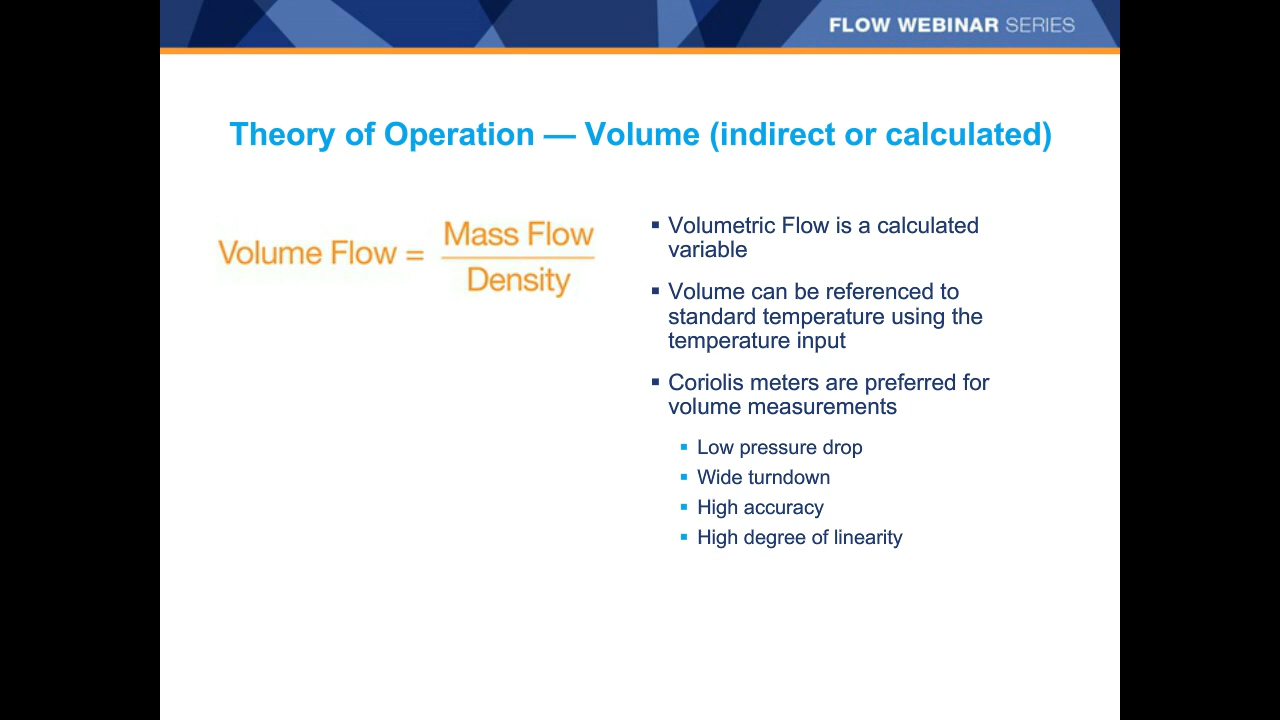 FLOW WEBINAR SERIES
Theory of Operation — Volume (indirect or calculated)
Volume Flow = Mass Flow
Density
▪ Volumetric Flow is a calculated
variable
▪ Volume can be referenced to
standard temperature using the
temperature input
▪ Coriolis meters are preferred for
volume measurements
▪ Low pressure drop
▪ Wide turndown
▪ High accuracy
▪ High degree of linearity